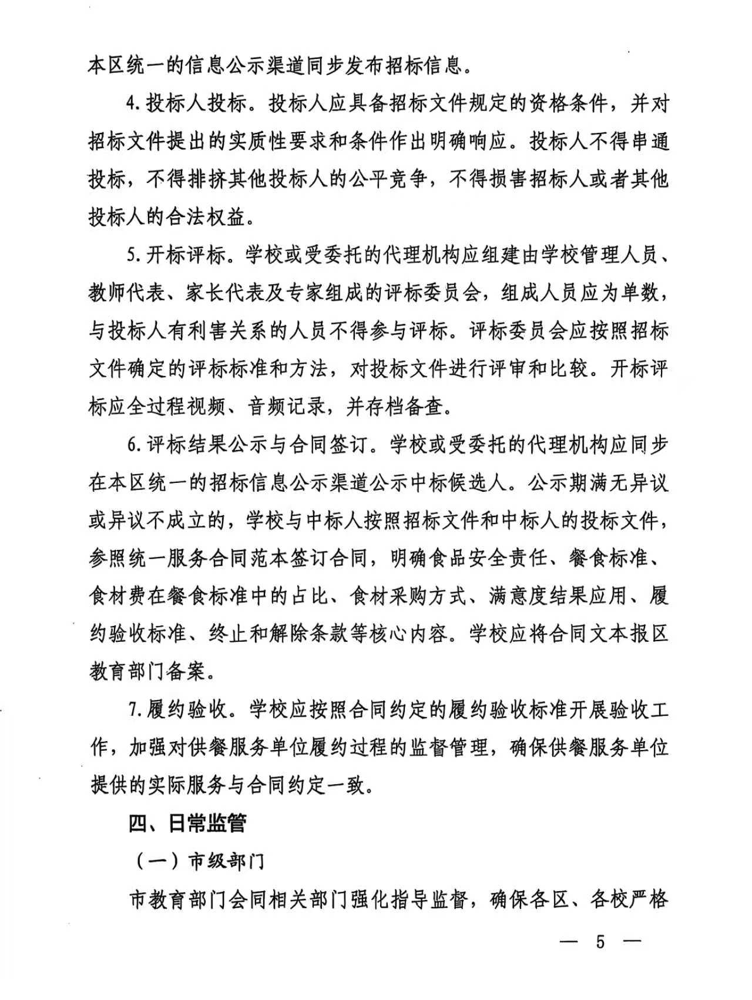 本区统一的信息公示渠道同步发布招标信息。
4. 投标人投标。投标人应具备招标文件规定的资格条件，并对
招标文件提出的实质性要求和条件作出明确响应。投标人不得串通
投标，不得排挤其他投标人的公平竞争，不得损害招标人或者其他
投标人的合法权益。
5. 开标评标。学校或受委托的代理机构应组建由学校管理人员、
教师代表、家长代表及专家组成的评标委员会，组成人员应为单数，
与投标人有利害关系的人员不得参与评标。评标委员会应按照招标
文件确定的评标标准和方法，对投标文件进行评审和比较。开标评
标应全过程视频、音频记录，并存档备查。
6. 评标结果公示与合同签订。学校或受委托的代理机构应同步
在本区统一的招标信息公示渠道公示中标候选人。公示期满无异议
或异议不成立的，学校与中标人按照招标文件和中标人的投标文件，
参照统一服务合同范本签订合同，明确食品安全责任、餐食标准、
食材费在餐食标准中的占比、食材采购方式、满意度结果应用、履
约验收标准、终止和解除条款等核心内容。学校应将合同文本报区
教育部门备案。
7. 履约验收。学校应按照合同约定的履约验收标准开展验收工
作，加强对供餐服务单位履约过程的监督管理，确保供餐服务单位
提供的实际服务与合同约定一致。
四、日常监管
（一）市级部门
市教育部门会同相关部门强化指导监督，确保各区、各校严格
— 5 —